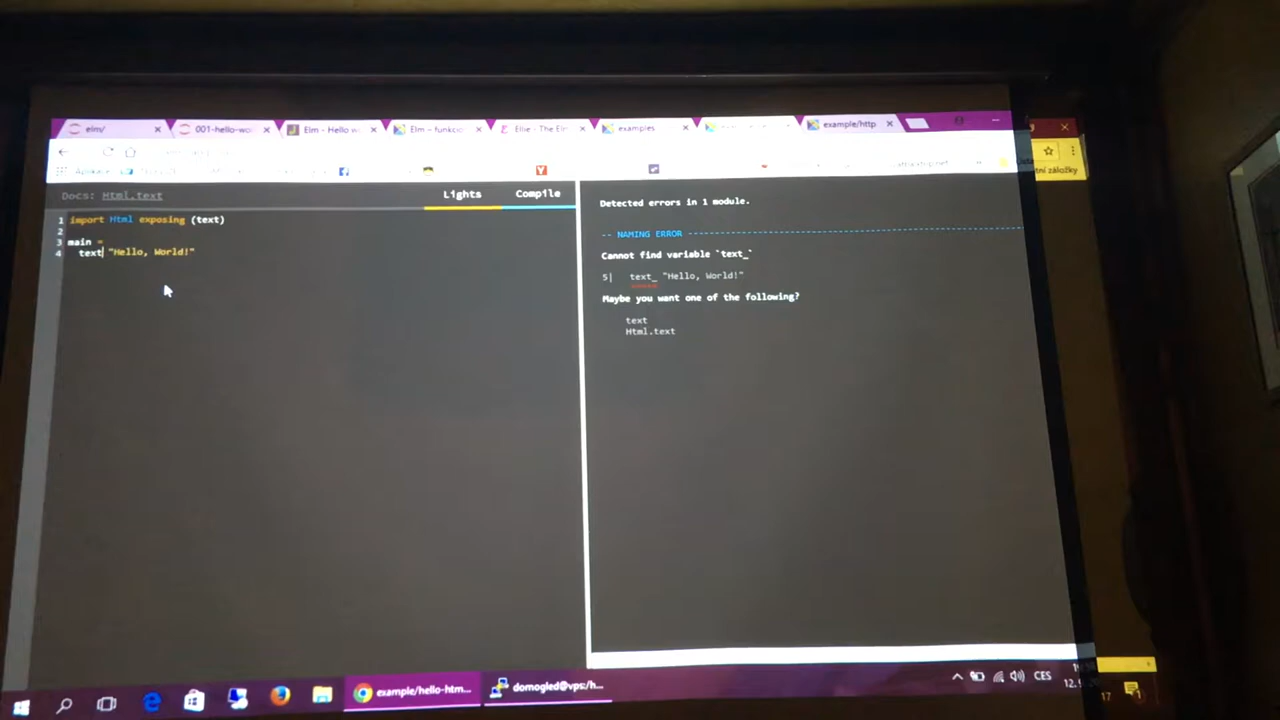 elm/
001-hello-wo
Elm - Hello w
Elm - funkci
Ellie - The Elm
examples
example/http
Docs: Html.text
Lights
Compile
1 import Html exposing (text)
2
3 main =
4 text "Hello, World!"
Detected errors in 1 module.
-- NAMING ERROR
Cannot find variable `text_`
5| text_ "Hello, World!"
Maybe you want one of the following?
text
Html.text
example/hello-htm...
domogled@vps:/h...
CES